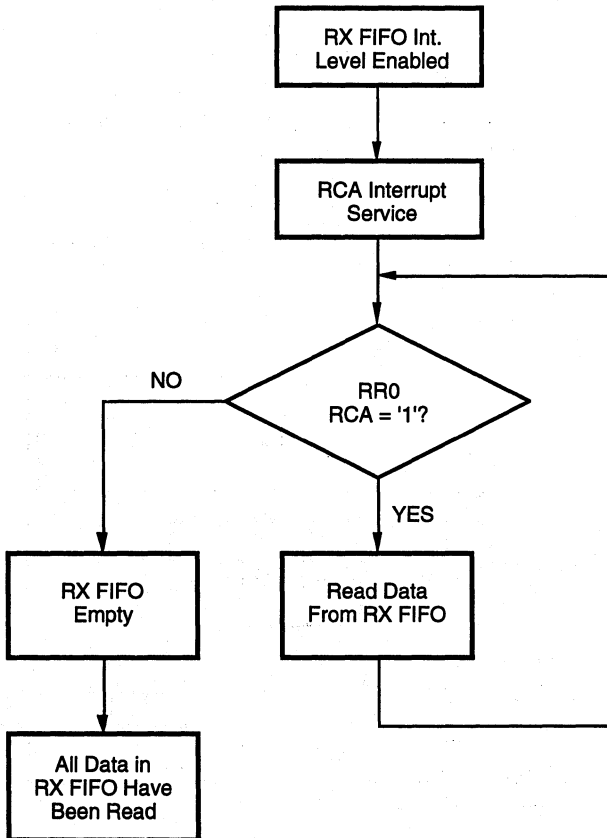 RX FIFO Int.
Level Enabled
RCA Interrupt
Service
RR0
RCA = '1'?
NO
YES
RX FIFO
Empty
Read Data
From RX FIFO
All Data in
RX FIFO Have
Been Read